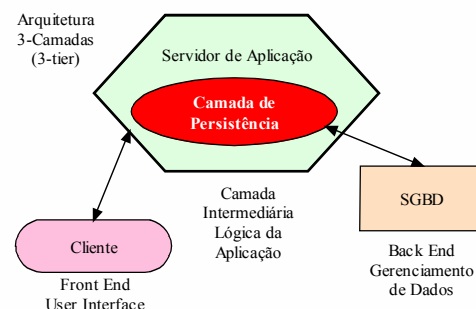 Arquitetura
3-Camadas
(3-tier)
Servidor de Aplicação
Camada de
Persistência
Camada
Intermediária
Lógica da
Aplicação
SGBD
Back End
Gerenciamento
de Dados
Cliente
Front End
User Interface